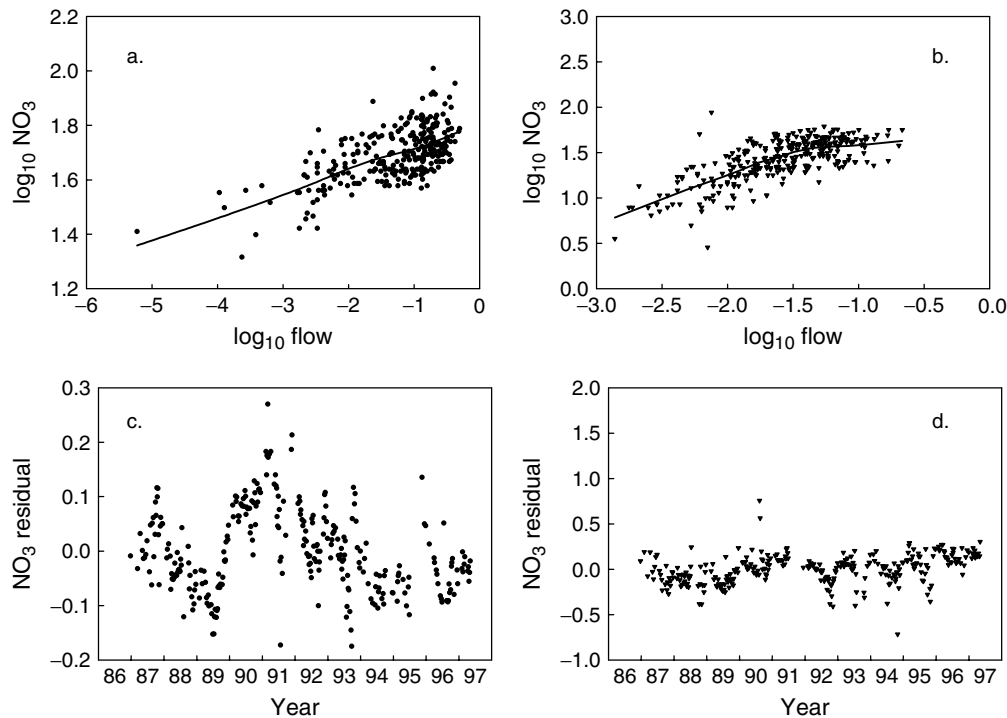 a.
2.2
2.0
1.8
1.6
1.4
1.2
log10 NO3
−6
−5
−4
−3
−2
−1
0
log10 flow
b.
3.0
2.5
2.0
1.5
1.0
0.5
0.0
log10 NO3
−3.0
−2.5
−2.0
−1.5
−1.0
−0.5
0.0
log10 flow
c.
0.3
0.2
0.1
0.0
−0.1
−0.2
NO3 residual
86 87 88 89 90 91 92 93 94 95 96 97
Year
d.
2.0
1.5
1.0
0.5
0.0
−0.5
−1.0
NO3 residual
86 87 88 89 90 91 92 93 94 95 96 97
Year